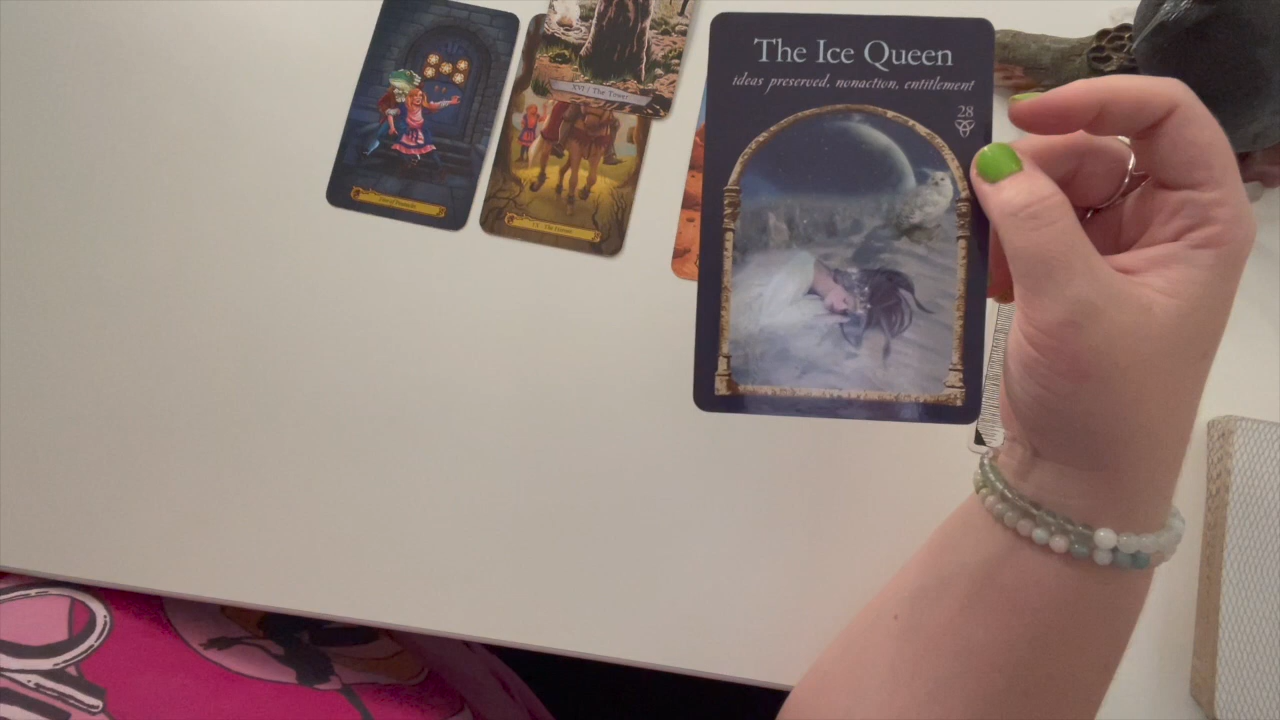 The Ice Queen
ideas preserved, nonaction, entitlement
28
XVI / The Tower